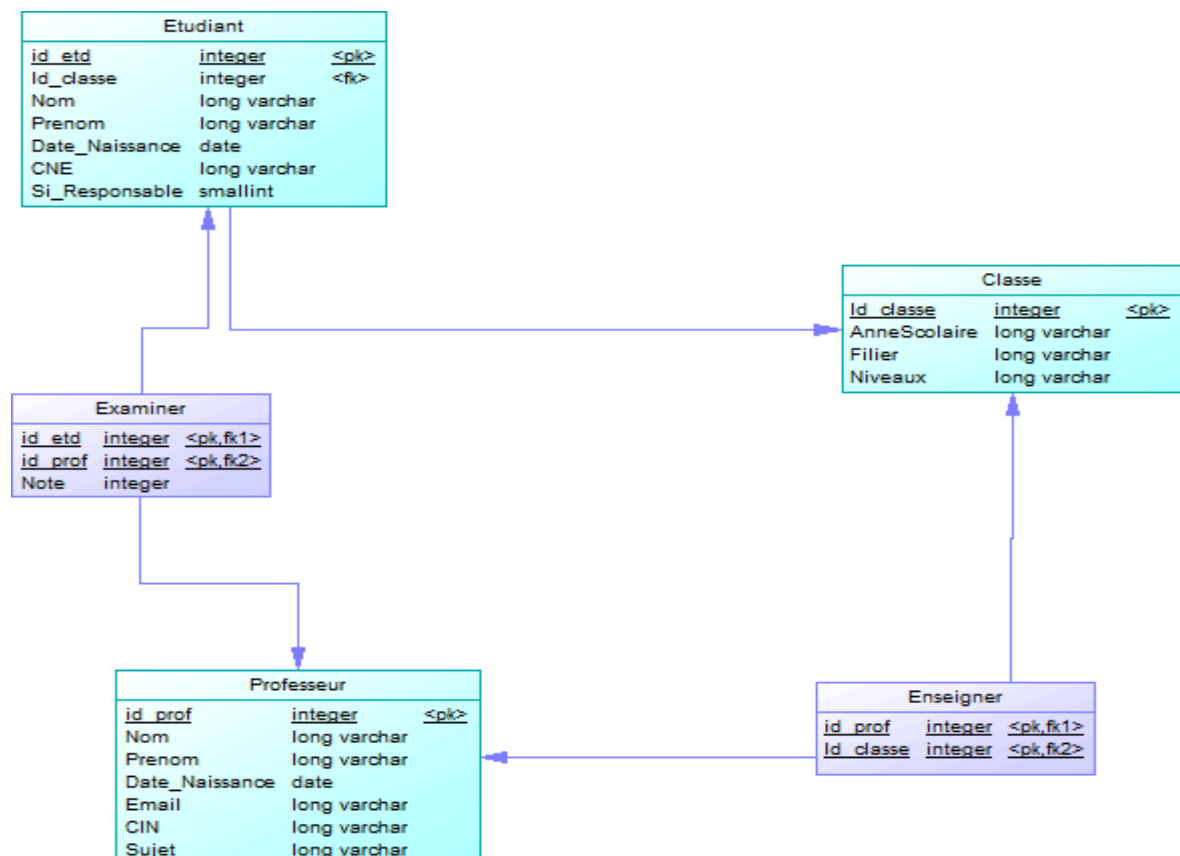 Etudiant
id_etd integer <pk>
Id_classe integer <fk>
Nom long varchar
Prenom long varchar
Date_Naissance date
CNE long varchar
Si_Responsable smallint
Classe
Id_classe integer <pk>
AnneScolaire long varchar
Filier long varchar
Niveaux long varchar
Examiner
id_etd integer <pk,fk1>
id_prof integer <pk,fk2>
Note integer
Professeur
id_prof integer <pk>
Nom long varchar
Prenom long varchar
Date_Naissance date
Email long varchar
CIN long varchar
Sujet long varchar
Enseigner
id_prof integer <pk,fk1>
Id_classe integer <pk,fk2>